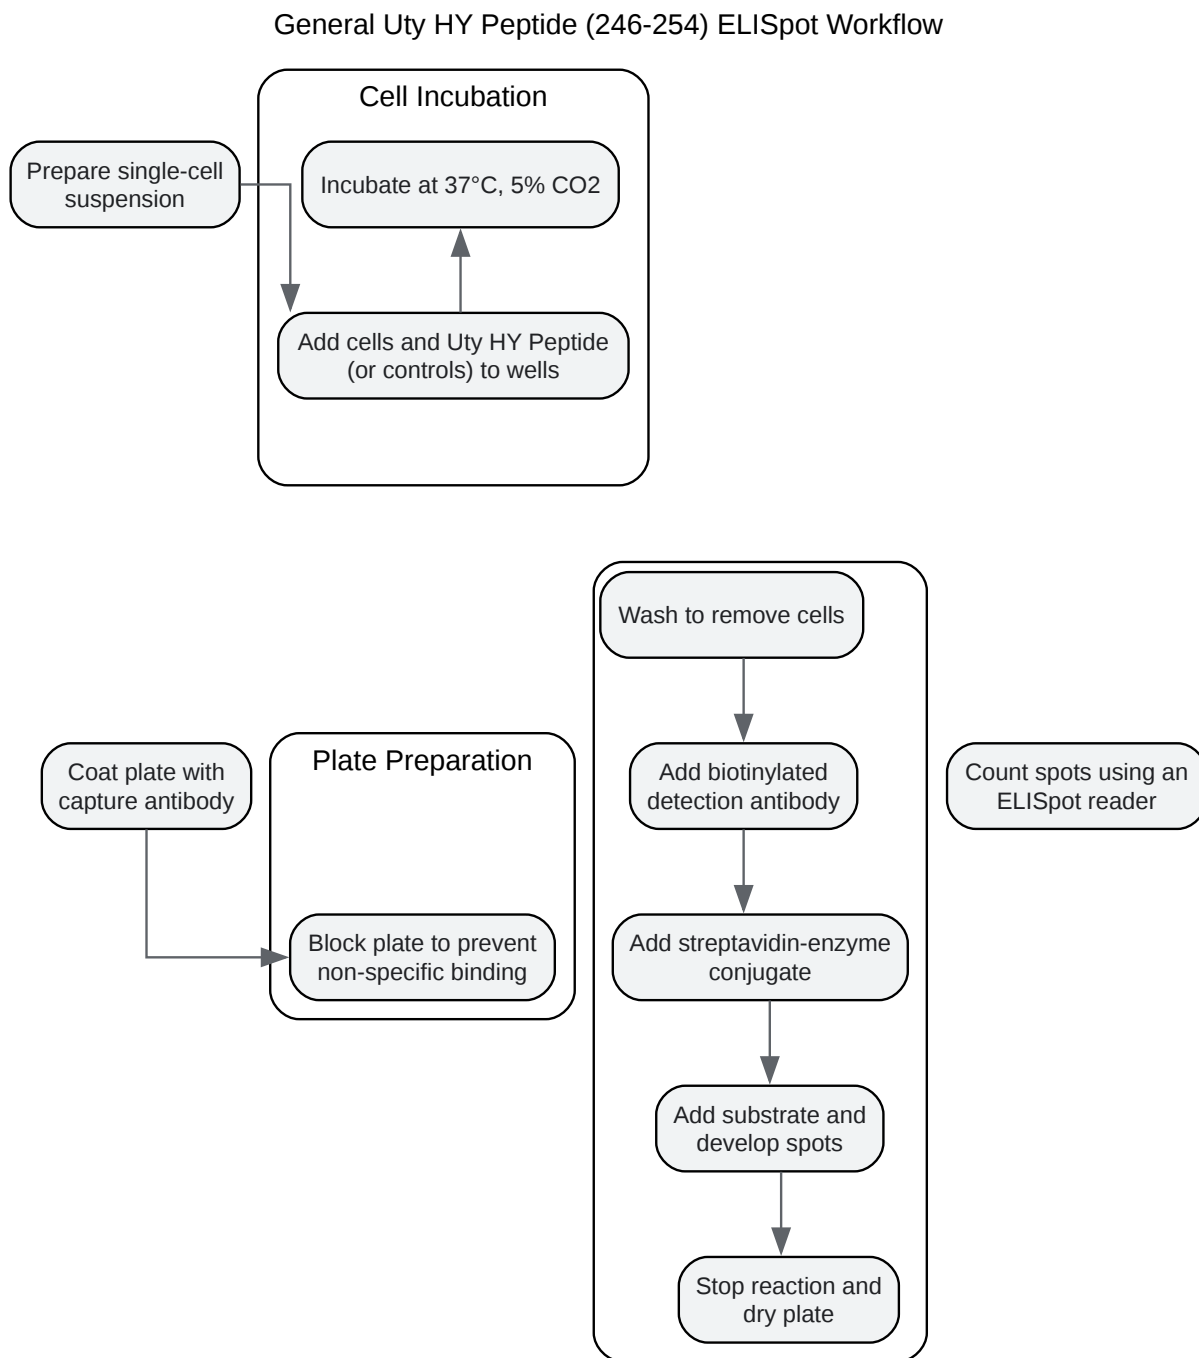 General Uty HY Peptide (246-254) ELISpot Workflow
Cell Incubation
Prepare single-cell
suspension
Incubate at 37°C, 5% CO2
Add cells and Uty HY Peptide
(or controls) to wells
Wash to remove cells
Plate Preparation
Coat plate with
capture antibody
Add biotinylated
detection antibody
Count spots using an
ELISpot reader
Block plate to prevent
non-specific binding
Add streptavidin-enzyme
conjugate
Add substrate and
develop spots
Stop reaction and
dry plate